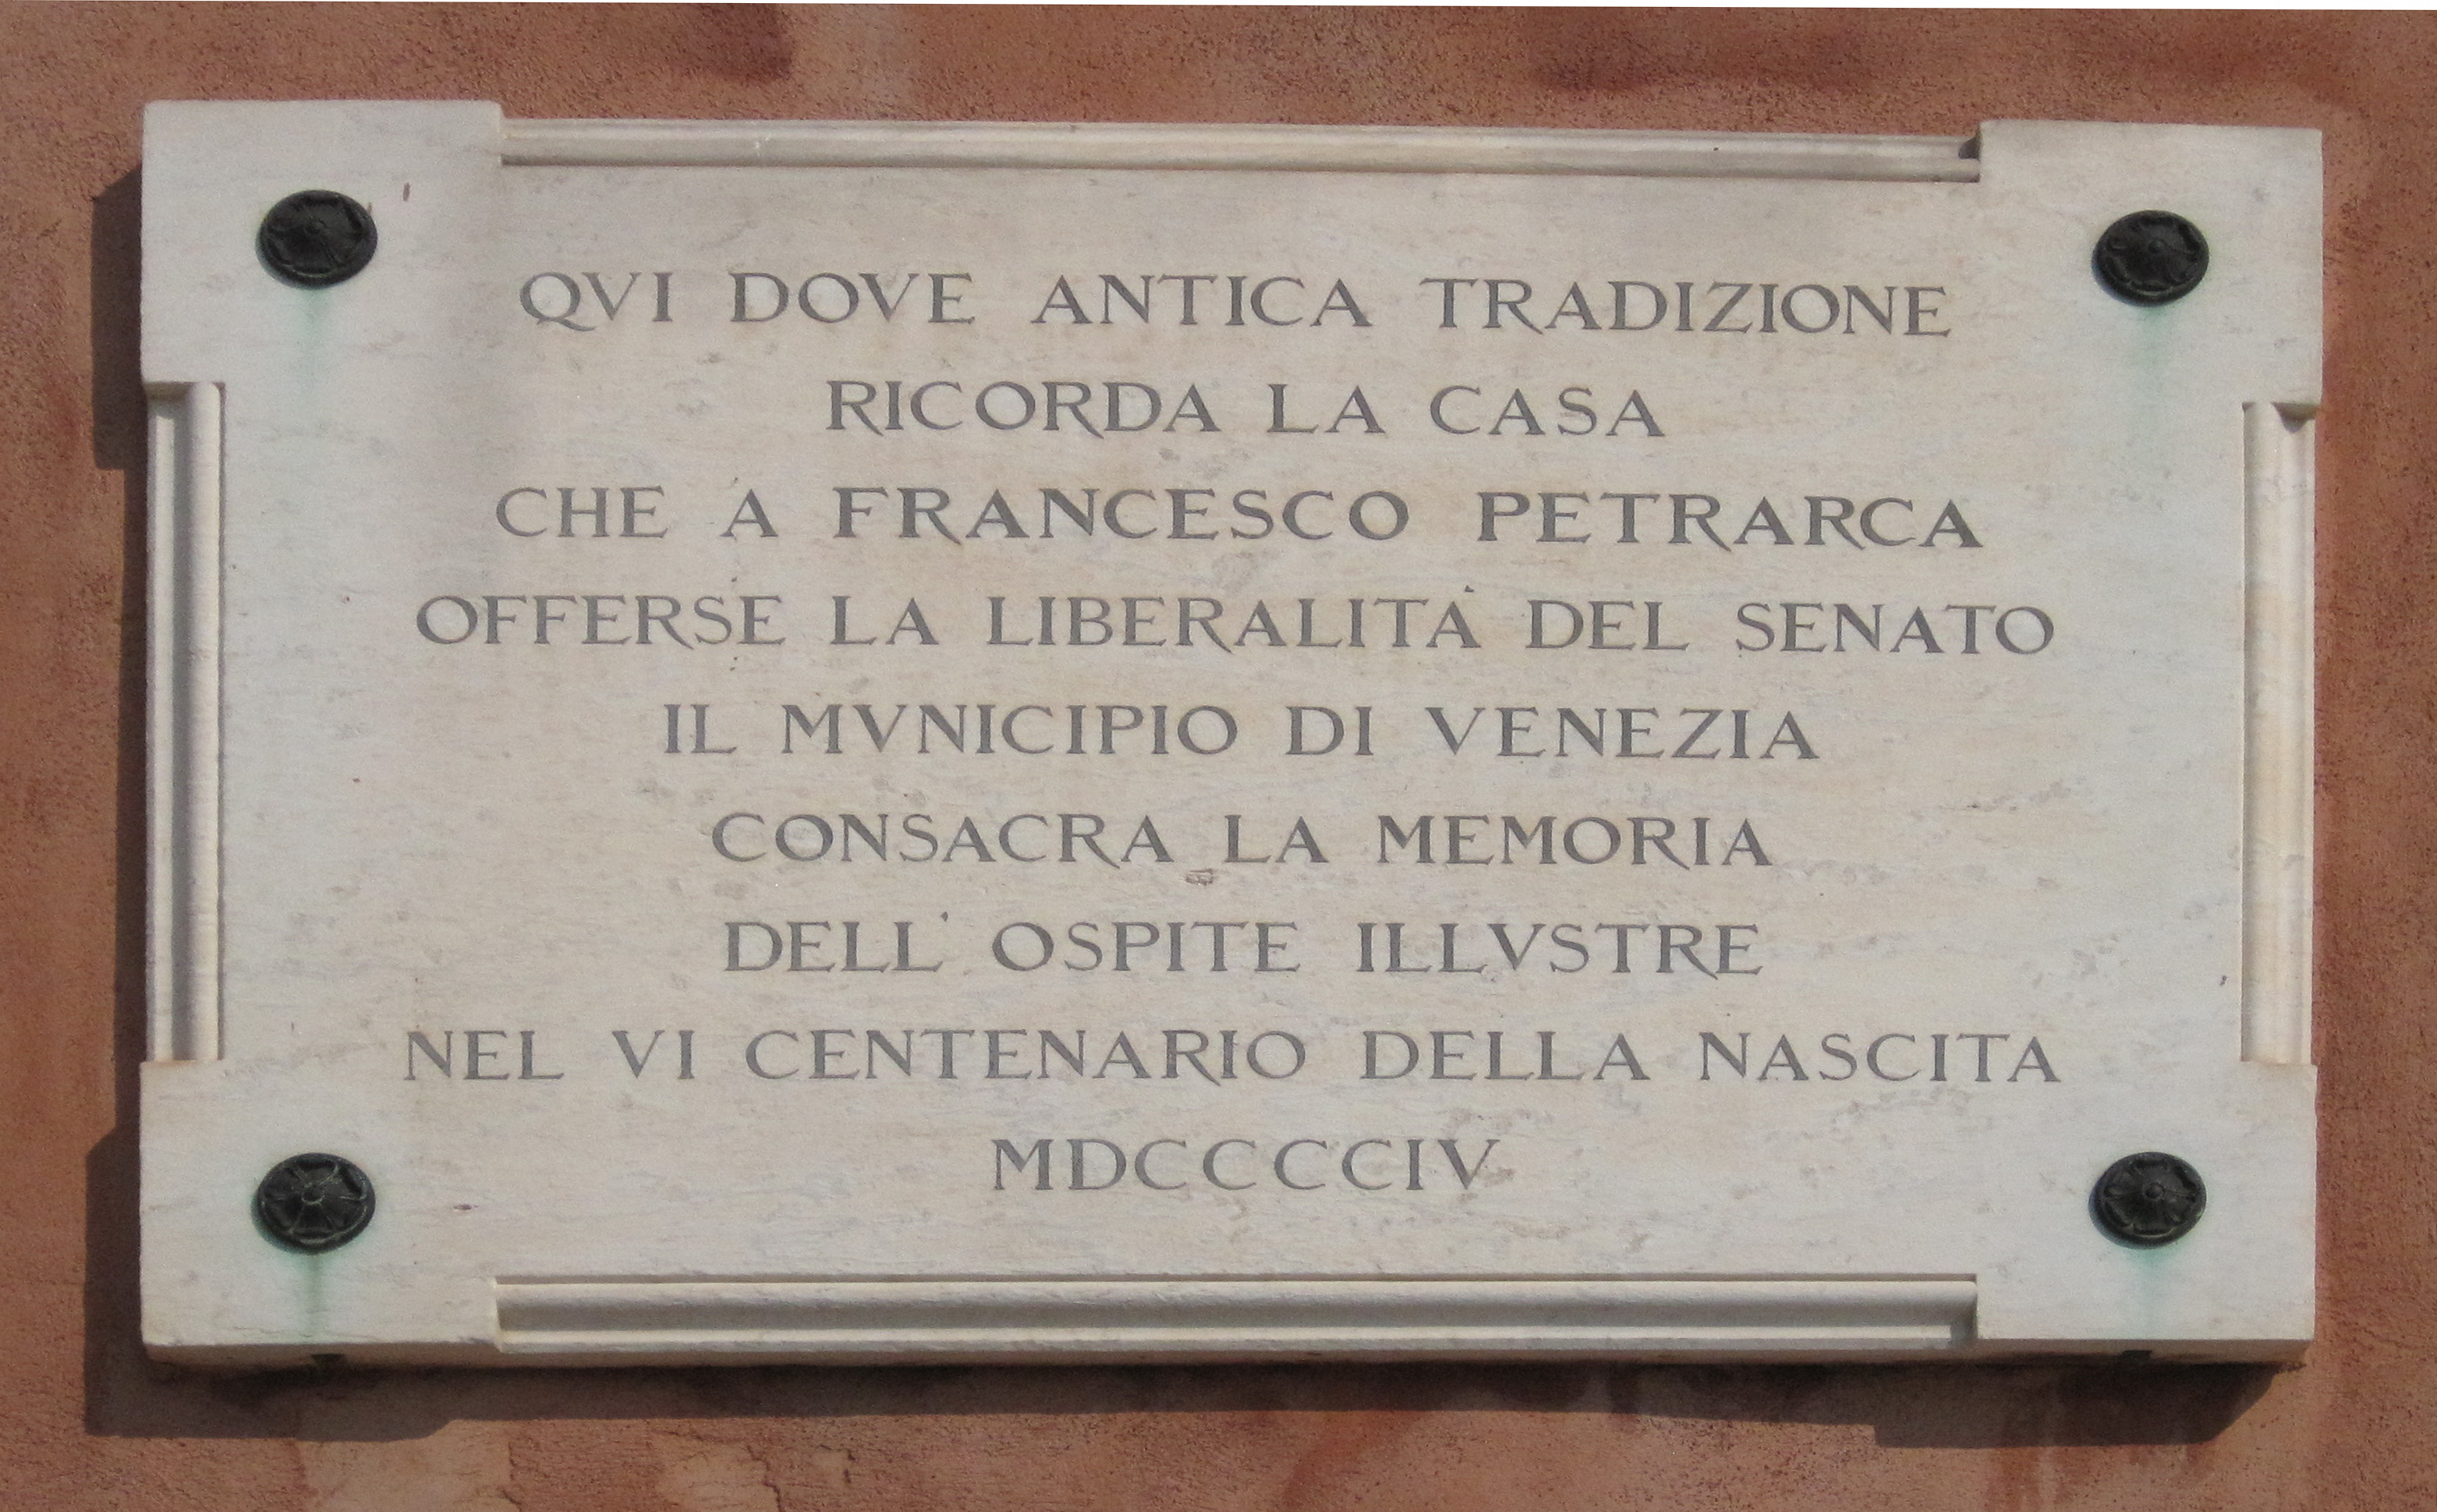 QVI DOVE ANTICA TRADIZIONE
RICORDA LA CASA
CHE A FRANCESCO PETRARCA
OFFERSE LA LIBERALITÀ DEL SENATO
IL MVNICIPIO DI VENEZIA
CONSACRA LA MEMORIA
DELL' OSPITE ILLVSTRE
NEL VI CENTENARIO DELLA NASCITA
MDCCCCIV